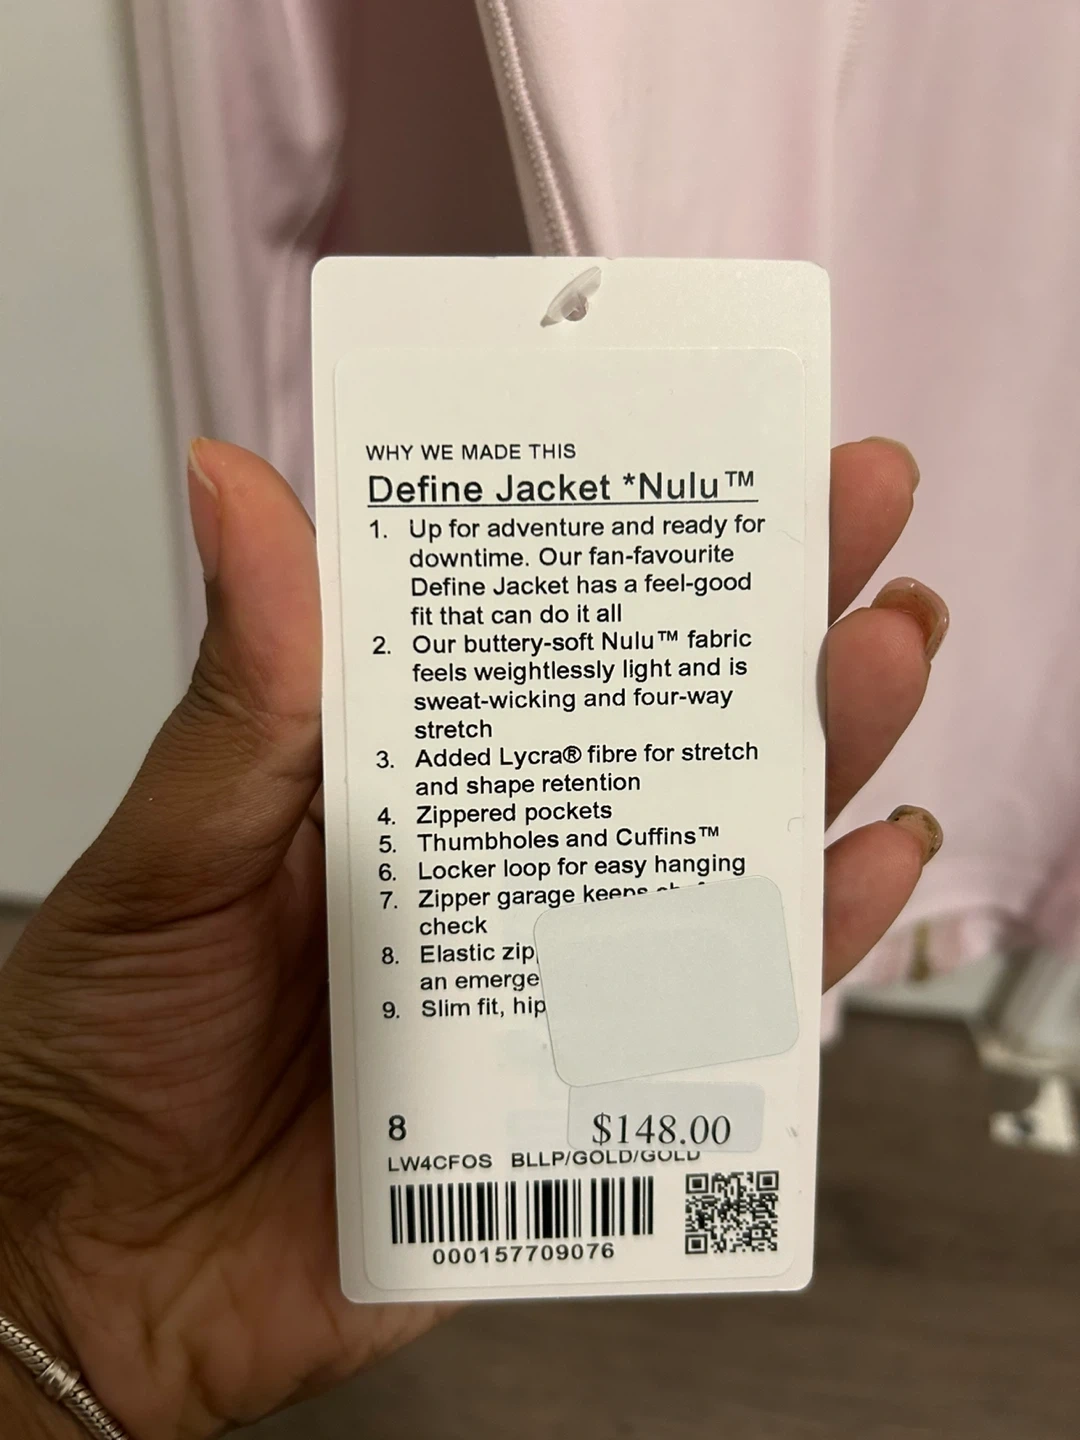 WHY WE MADE THIS
Define Jacket *Nulu™
1. Up for adventure and ready for
downtime. Our fan-favourite
Define Jacket has a feel-good
fit that can do it all
2. Our buttery-soft Nulu™ fabric
feels weightlessly light and is
sweat-wicking and four-way
stretch
3. Added Lycra® fibre for stretch
and shape retention
4. Zippered pockets
5. Thumbholes and Cuffins™
6. Locker loop for easy hanging
7. Zipper garage keeps
check
8. Elastic zip
an emerge
9. Slim fit, hip
8
$148.00
LW4CFOS BLLP/GOLD/GOLD
000157709076